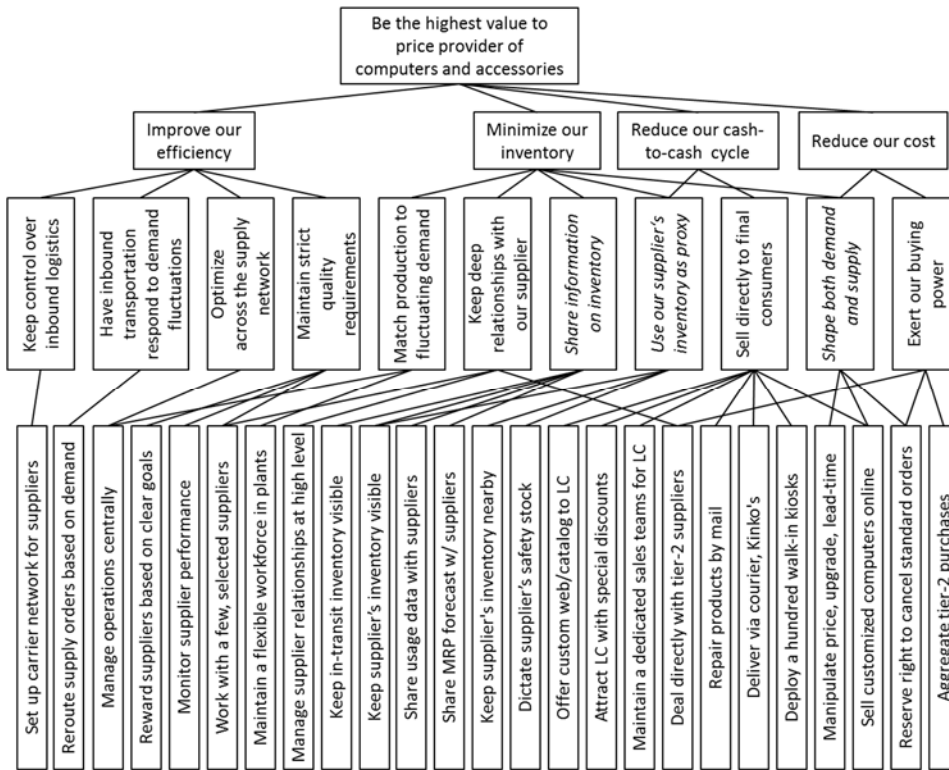 Be the highest value to
price provider of
computers and accessories
Improve our
efficiency
Minimize our
inventory
Reduce our cash-
to-cash cycle
Reduce our cost
Keep control over
inbound logistics
Have inbound
transportation
respond to demand
fluctuations
Optimize
across the supply
network
Maintain strict
quality
requirements
Match production to
fluctuating demand
Keep deep
relationships with
our supplier
Share information
on inventory
Use our supplier's
inventory as proxy
Sell directly to final
consumers
Shape both demand
and supply
Exert our buying
power
Set up carrier network for suppliers
Reroute supply orders based on demand
Manage operations centrally
Reward suppliers based on clear goals
Monitor supplier performance
Work with a few, selected suppliers
Maintain a flexible workforce in plants
Manage supplier relationships at high level
Keep in-transit inventory visible
Keep supplier's inventory visible
Share usage data with suppliers
Share MRP forecast w/ suppliers
Keep supplier's inventory nearby
Dictate supplier's safety stock
Offer custom web/catalog to LC
Attract LC with special discounts
Maintain a dedicated sales teams for LC
Deal directly with tier-2 suppliers
Repair products by mail
Deliver via courier, Kinko's
Deploy a hundred walk-in kiosks
Manipulate price, upgrade, lead-time
Sell customized computers online
Reserve right to cancel standard orders
Aggregate tier-2 purchases